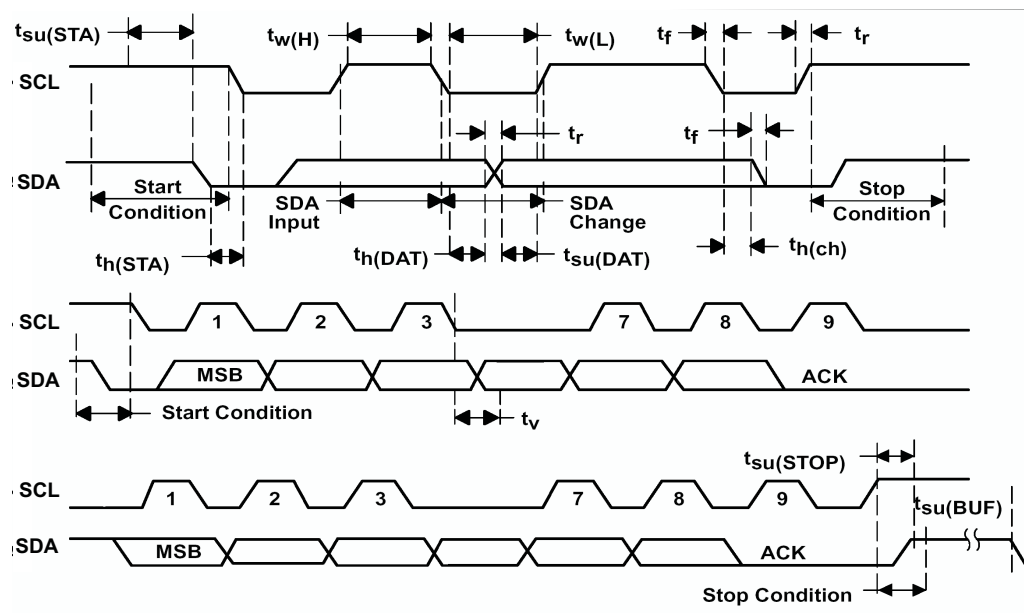 tsu(STA)
tw(H)
tw(L)
tf
tr
SCL
tr
tf
SDA
Start
Condition
SDA
Input
SDA
Change
Stop
Condition
th(STA)
th(DAT)
tsu(DAT)
th(ch)
SCL
1 2 3 7 8 9
SDA
MSB
ACK
Start Condition
tv
tsu(STOP)
SCL
1 2 3 7 8 9
tsu(BUF)
SDA
MSB
ACK
Stop Condition